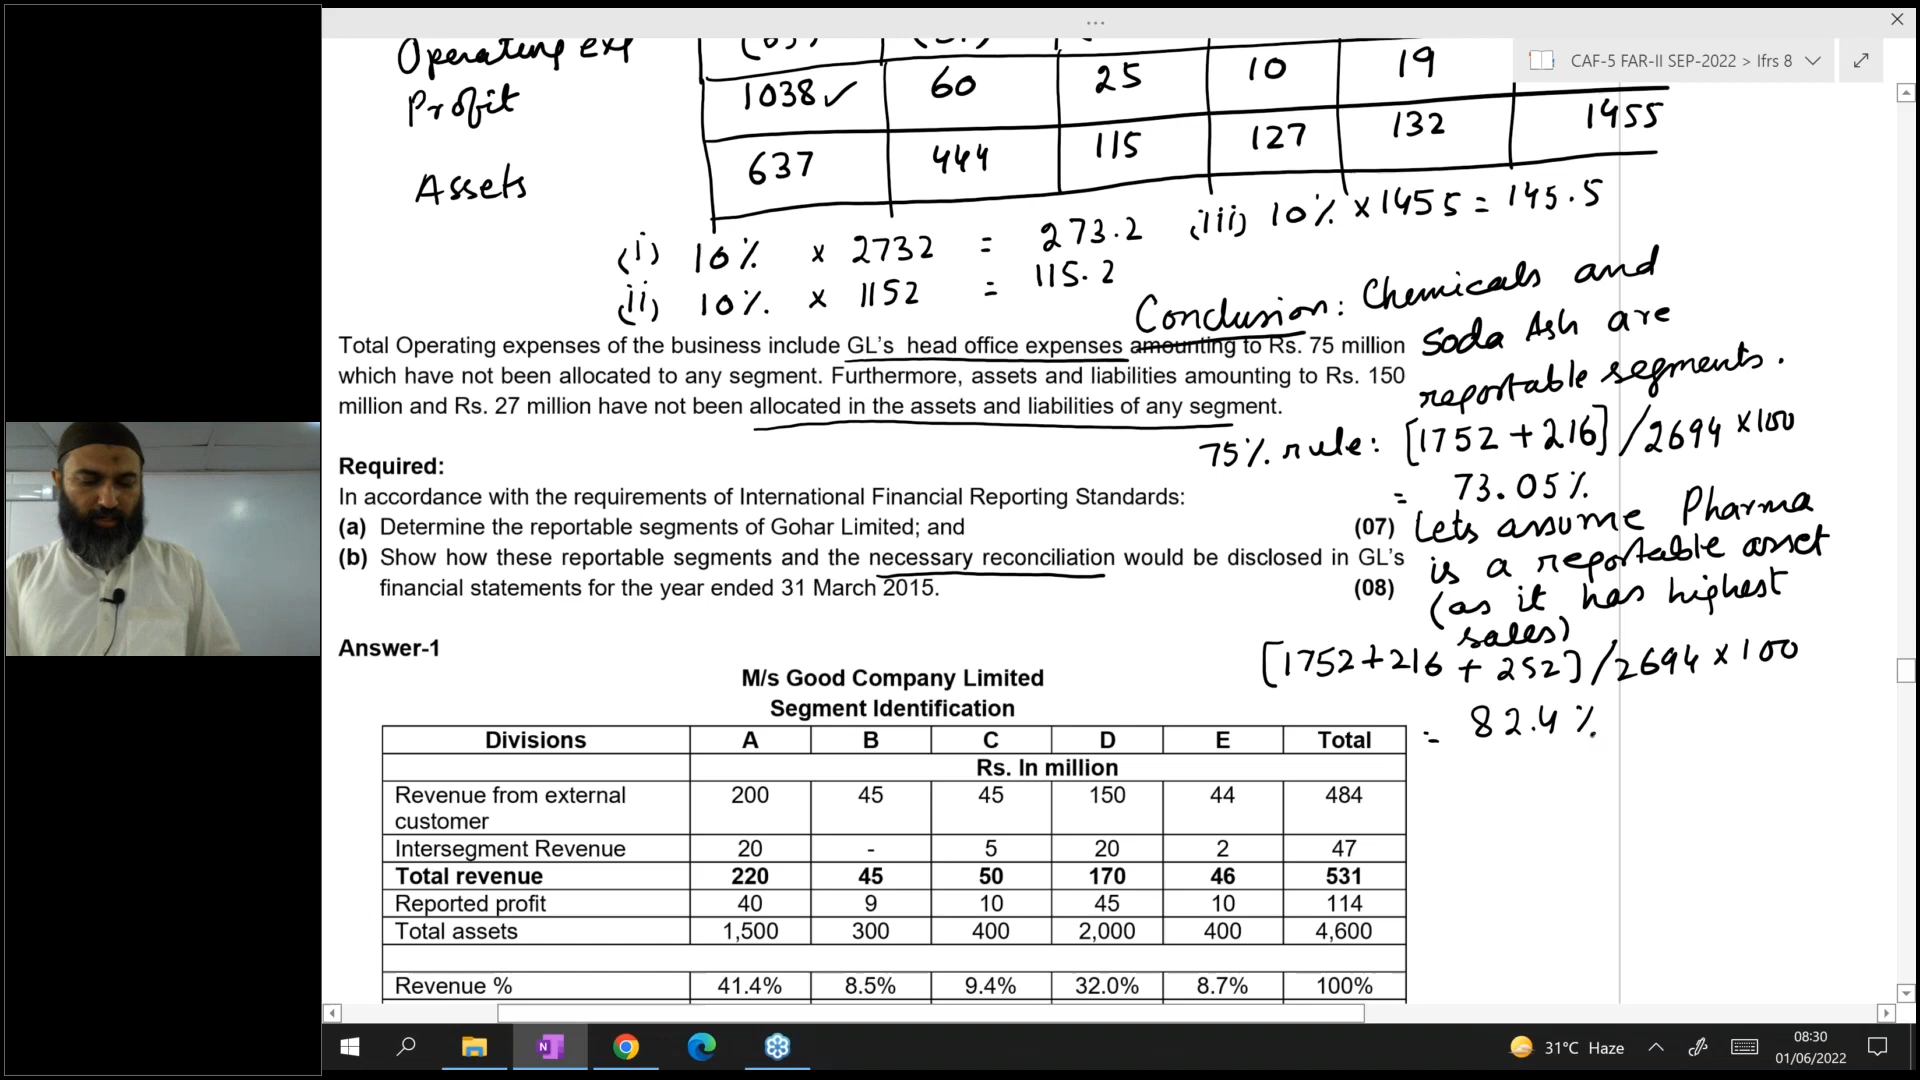 CAF-5 FAR-II SEP-2022 > Ifrs 8
Operating exp
Profit 1038 ✓ 60 25 10 19
Assets 637 444 115 127 132 1455
(i) 10% × 2732 = 273.2 (iii) 10% × 1455 = 145.5
(ii) 10% × 1152 = 115.2
Conclusion: Chemicals and
Soda Ash are
reportable segments.
Total Operating expenses of the business include GL's head office expenses amounting to Rs. 75 million
which have not been allocated to any segment. Furthermore, assets and liabilities amounting to Rs. 150
million and Rs. 27 million have not been allocated in the assets and liabilities of any segment.
75% rule: [1752 + 216] / 2694 × 100
= 73.05%
Lets assume Pharma
is a reportable asset
(as it has highest
sales)
[1752 + 216 + 252] / 2694 × 100
= 82.4%
Required:
In accordance with the requirements of International Financial Reporting Standards:
(a) Determine the reportable segments of Gohar Limited; and (07)
(b) Show how these reportable segments and the necessary reconciliation would be disclosed in GL's
financial statements for the year ended 31 March 2015. (08)
Answer-1
M/s Good Company Limited
Segment Identification
Divisions A B C D E Total
Rs. In million
Revenue from external
customer 200 45 45 150 44 484
Intersegment Revenue 20 - 5 20 2 47
Total revenue 220 45 50 170 46 531
Reported profit 40 9 10 45 10 114
Total assets 1,500 300 400 2,000 400 4,600
Revenue % 41.4% 8.5% 9.4% 32.0% 8.7% 100%
31°C Haze
08:30
01/06/2022